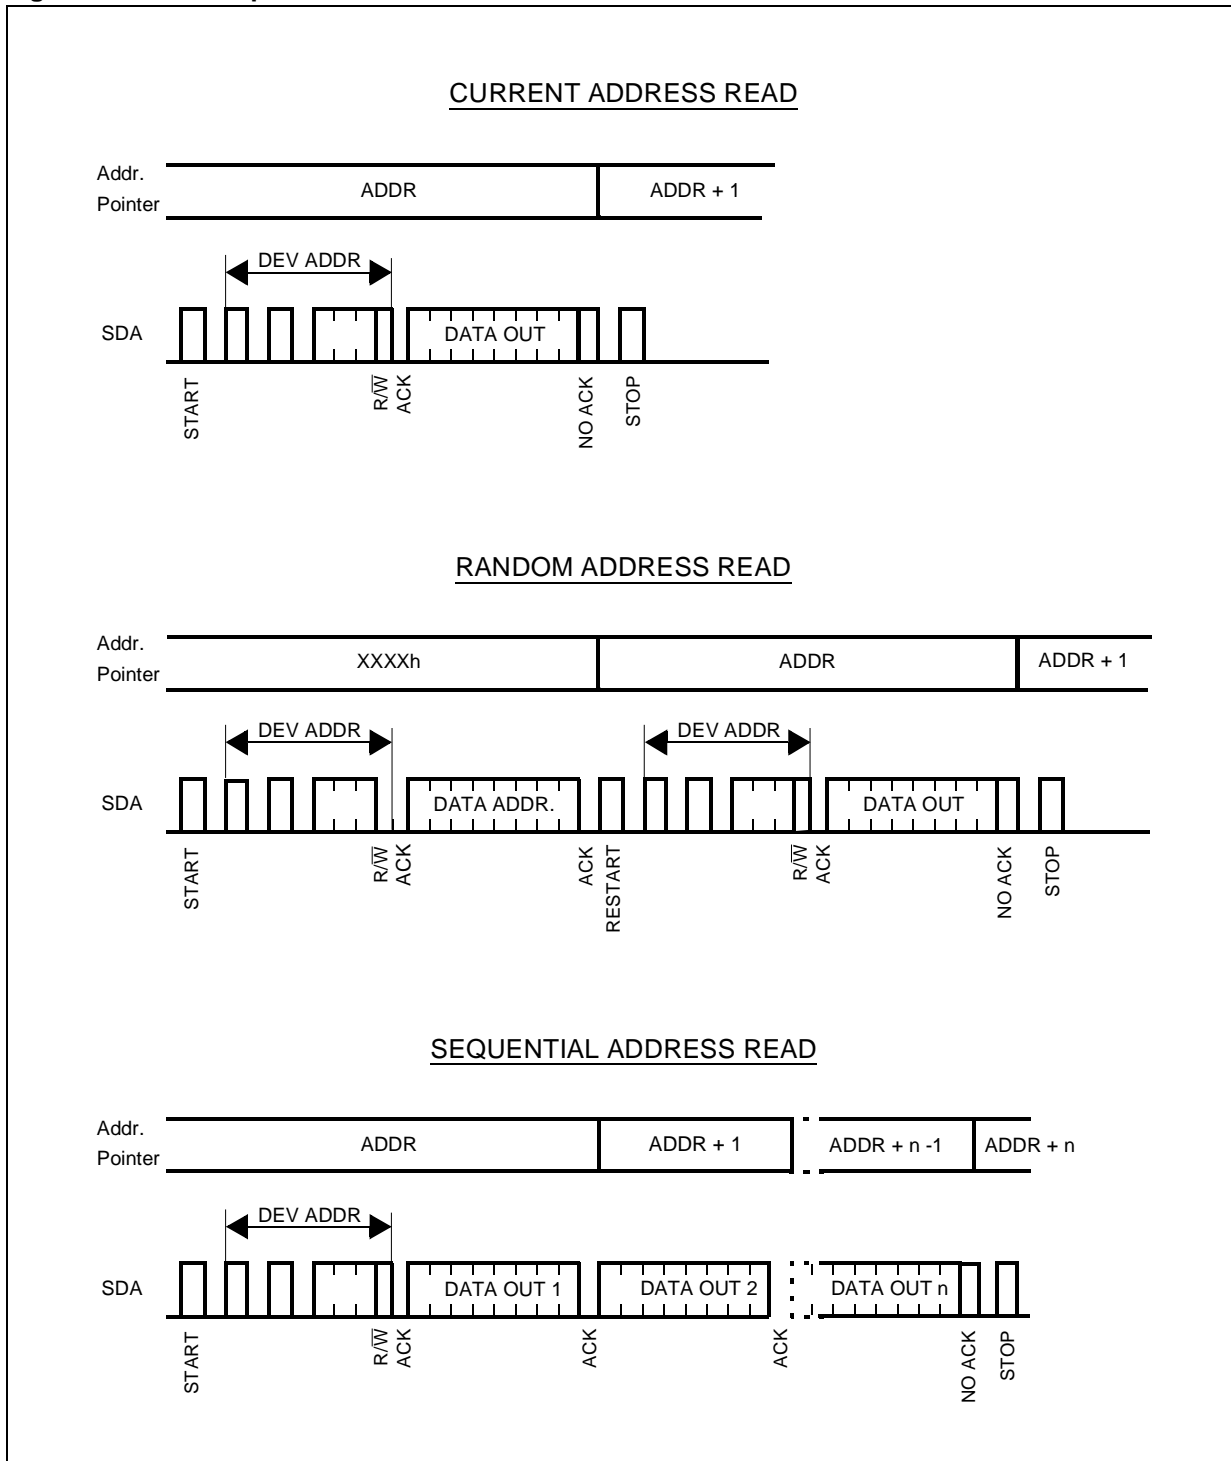 CURRENT ADDRESS READ
Addr.
Pointer
ADDR
ADDR + 1
DEV ADDR
SDA
DATA OUT
START
R/W
ACK
NO ACK
STOP
RANDOM ADDRESS READ
Addr.
Pointer
XXXXh
ADDR
ADDR + 1
DEV ADDR
DEV ADDR
SDA
DATA ADDR.
DATA OUT
START
R/W
ACK
ACK
RESTART
R/W
ACK
NO ACK
STOP
SEQUENTIAL ADDRESS READ
Addr.
Pointer
ADDR
ADDR + 1
ADDR + n -1
ADDR + n
DEV ADDR
SDA
DATA OUT 1
DATA OUT 2
DATA OUT n
START
R/W
ACK
ACK
ACK
NO ACK
STOP